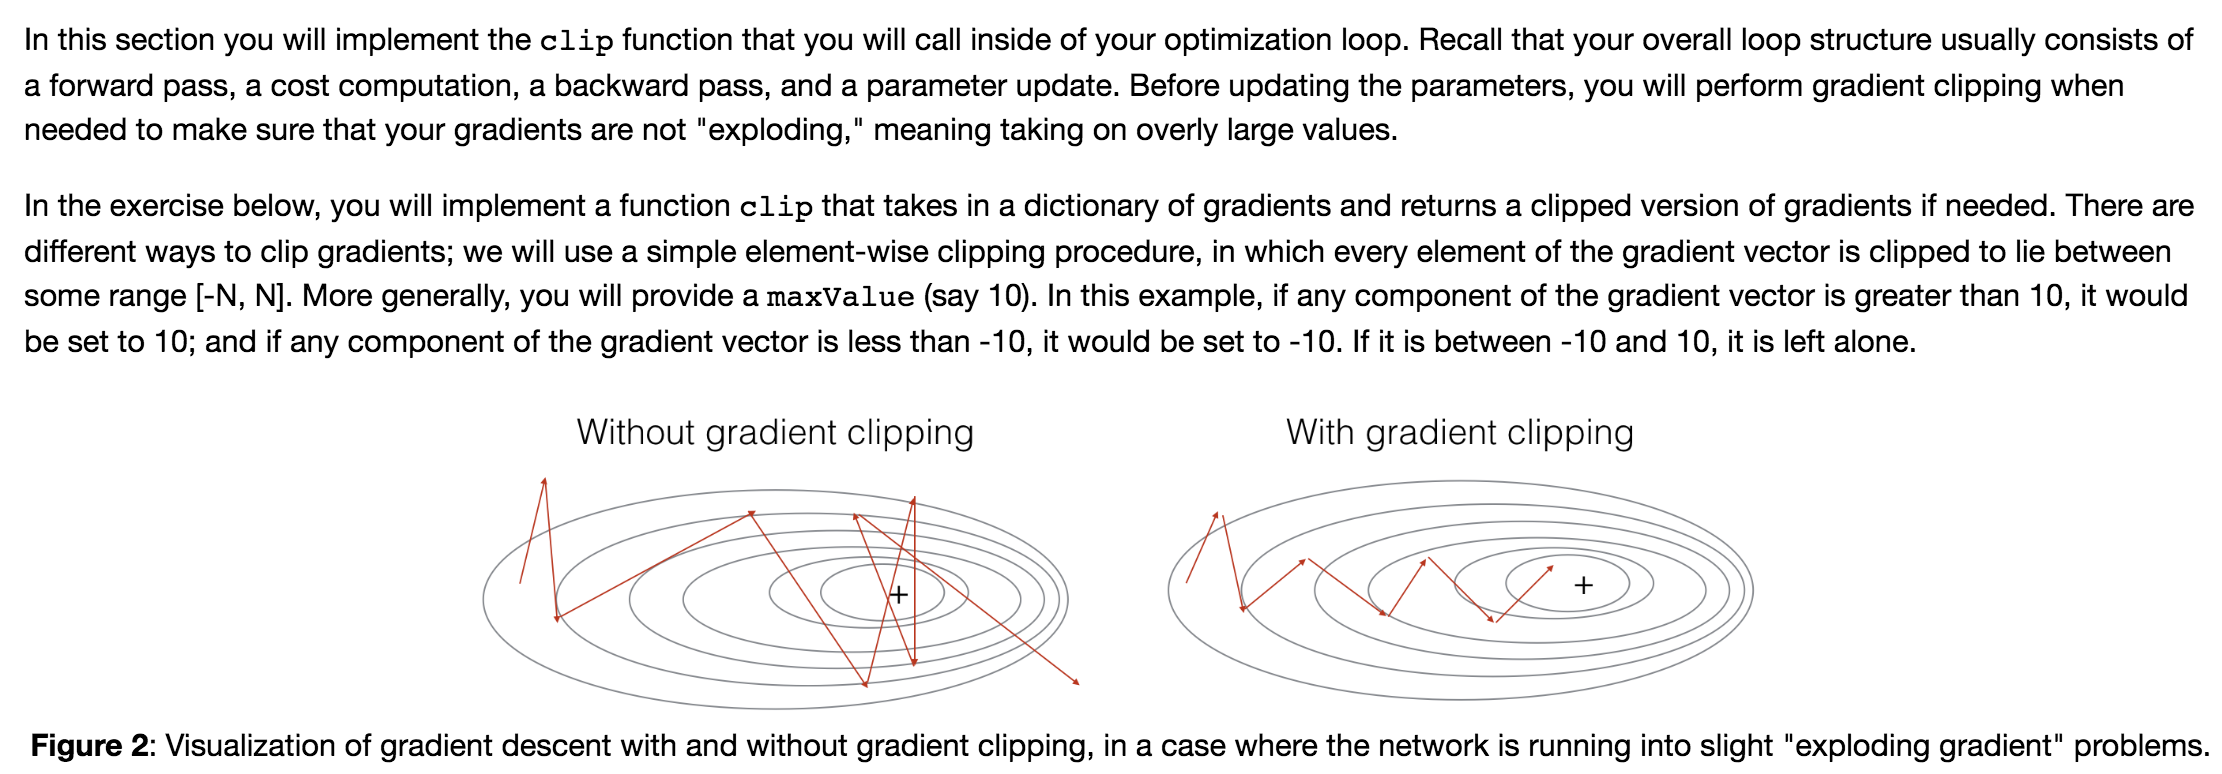 In this section you will implement the clip function that you will call inside of your optimization loop. Recall that your overall loop structure usually consists of
a forward pass, a cost computation, a backward pass, and a parameter update. Before updating the parameters, you will perform gradient clipping when
needed to make sure that your gradients are not "exploding," meaning taking on overly large values.
In the exercise below, you will implement a function clip that takes in a dictionary of gradients and returns a clipped version of gradients if needed. There are
different ways to clip gradients; we will use a simple element-wise clipping procedure, in which every element of the gradient vector is clipped to lie between
some range [-N, N]. More generally, you will provide a maxValue (say 10). In this example, if any component of the gradient vector is greater than 10, it would
be set to 10; and if any component of the gradient vector is less than -10, it would be set to -10. If it is between -10 and 10, it is left alone.
Without gradient clipping
With gradient clipping
+
+
Figure 2: Visualization of gradient descent with and without gradient clipping, in a case where the network is running into slight "exploding gradient" problems.